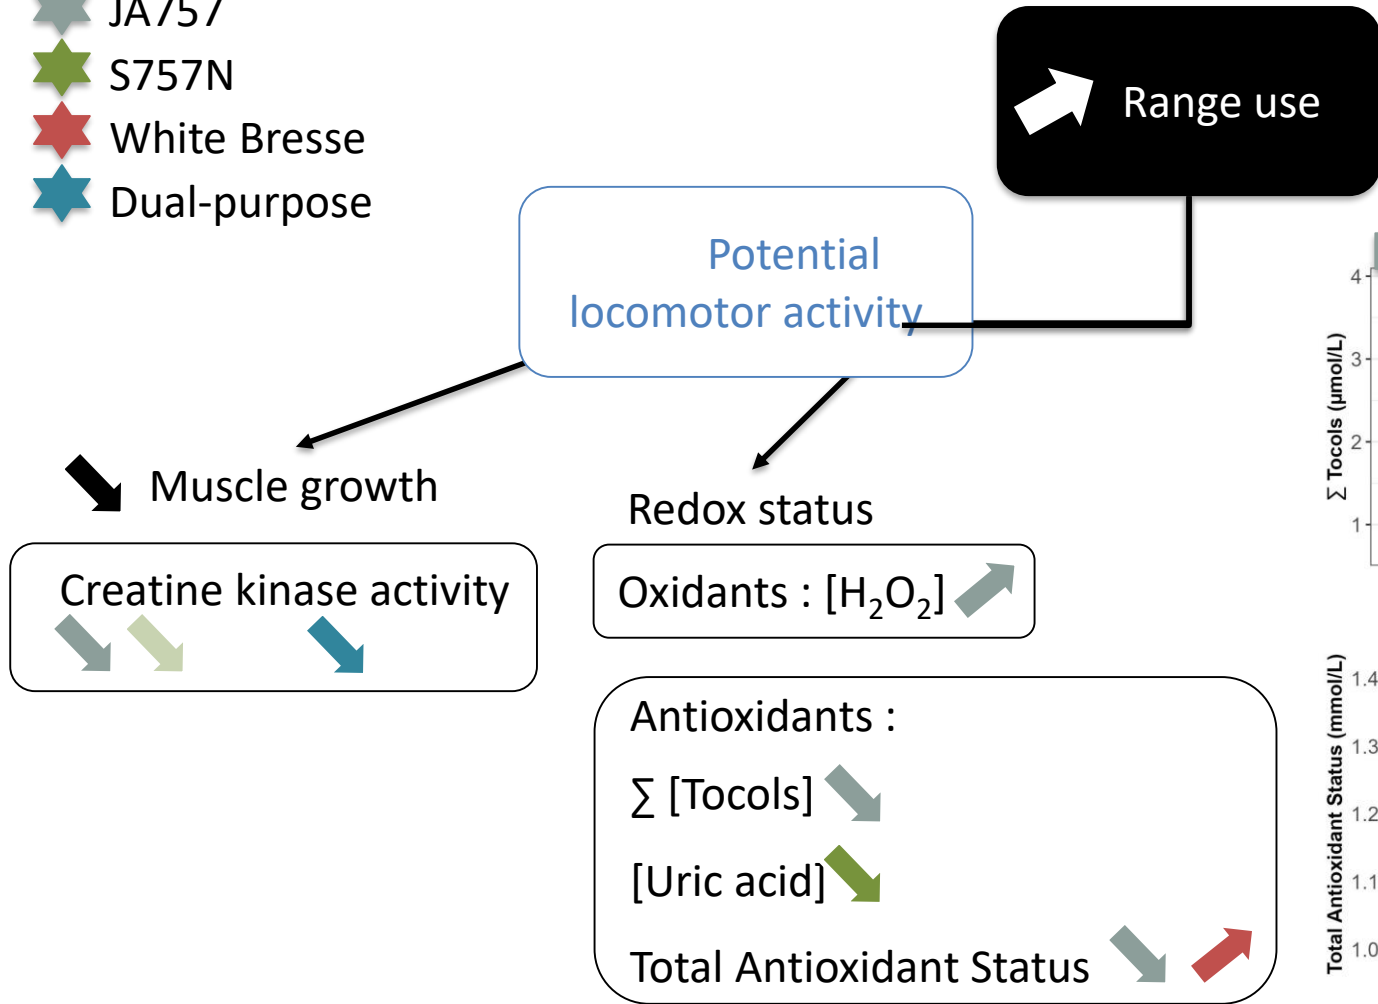 JA757
S757N
White Bresse
Dual-purpose
Range use
Potential
locomotor activity
Muscle growth
Creatine kinase activity
Redox status
Oxidants : [H₂O₂]
Antioxidants :
∑ [Tocols]
[Uric acid]
Total Antioxidant Status
∑ Tocols (µmol/L)
4
3
2
1
Total Antioxidant Status (mmol/L)
1.4
1.3
1.2
1.1
1.0